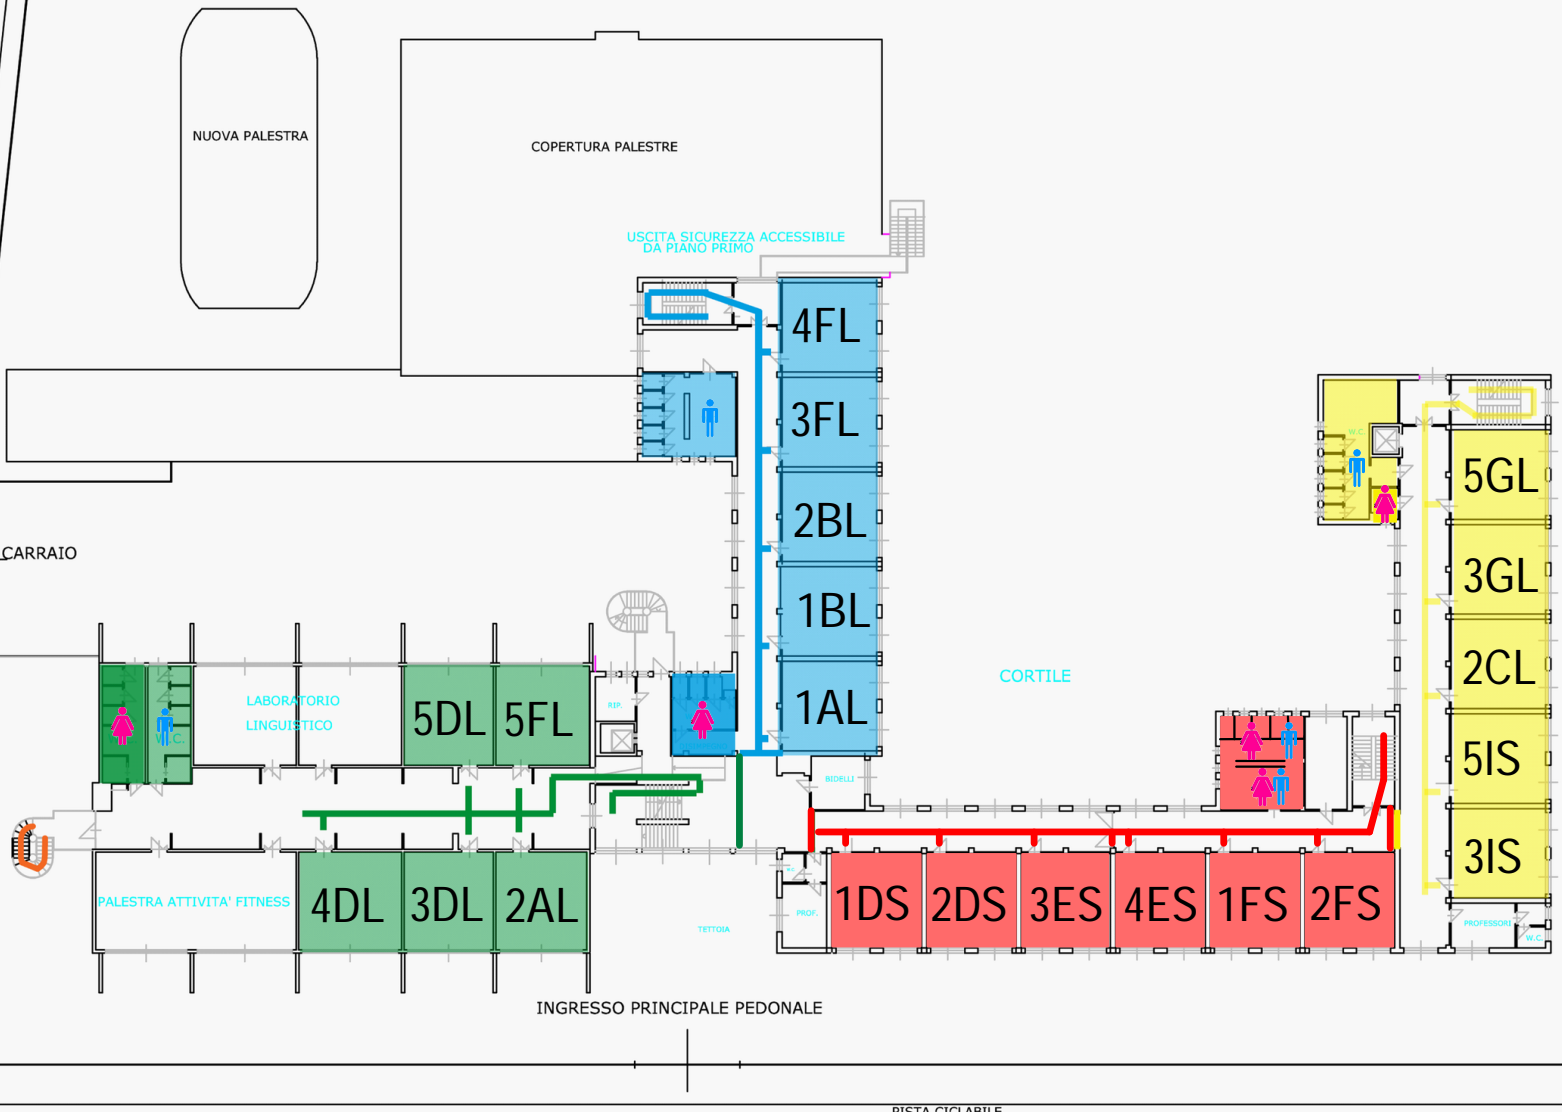 NUOVA PALESTRA
COPERTURA PALESTRE
USCITA SICUREZZA ACCESSIBILE
DA PIANO PRIMO
4FL
3FL
2BL
1BL
1AL
CARRAIO
W.C.
5GL
3GL
2CL
5IS
3IS
CORTILE
LABORATORIO
LINGUISTICO
W.C.
5DL
5FL
RIP.
BIDELLI
PALESTRA ATTIVITA' FITNESS
4DL
3DL
2AL
TETTOIA
PROF.
1DS
2DS
3ES
4ES
1FS
2FS
PROFESSORI
W.C.
INGRESSO PRINCIPALE PEDONALE
PISTA CICLABILE